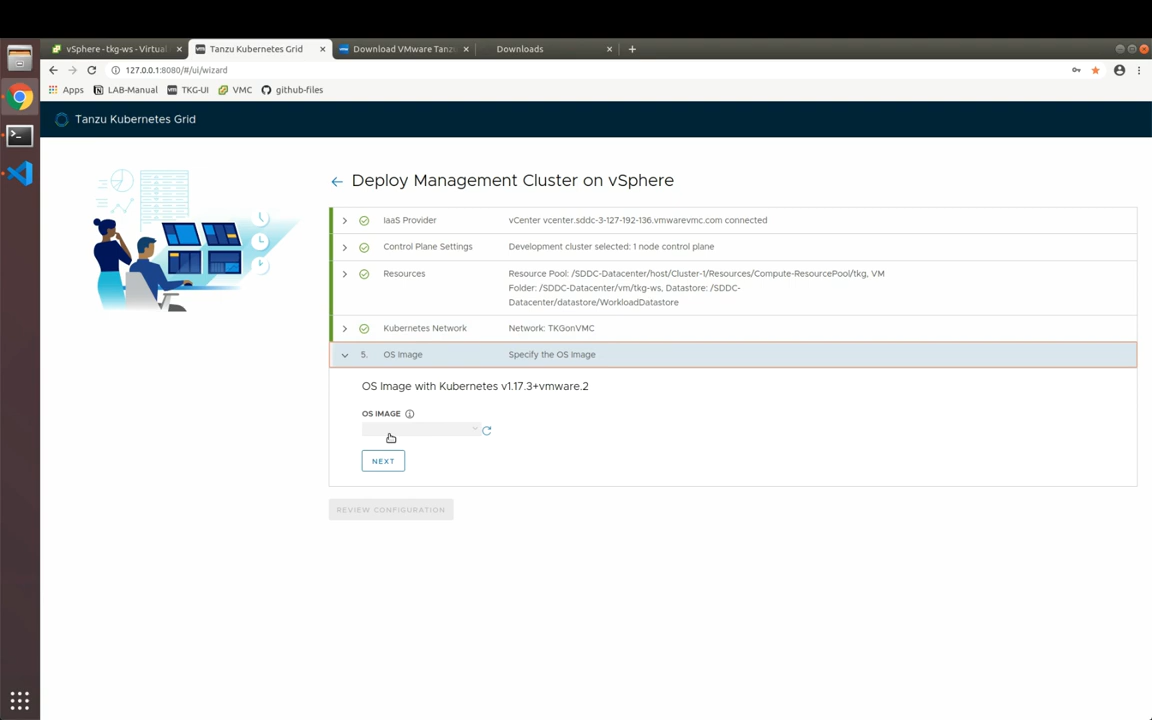 vSphere - tkg-ws - Virtual
Tanzu Kubernetes Grid
Download VMware Tanzu
Downloads
127.0.0.1:8080/#/ui/wizard
Apps
LAB-Manual
TKG-UI
VMC
github-files
Tanzu Kubernetes Grid
Deploy Management Cluster on vSphere
IaaS Provider
vCenter vcenter.sddc-3-127-192-136.vmwarevmc.com connected
Control Plane Settings
Development cluster selected: 1 node control plane
Resources
Resource Pool: /SDDC-Datacenter/host/Cluster-1/Resources/Compute-ResourcePool/tkg, VM
Folder: /SDDC-Datacenter/vm/tkg-ws, Datastore: /SDDC-
Datacenter/datastore/WorkloadDatastore
Kubernetes Network
Network: TKGonVMC
5.
OS Image
Specify the OS Image
OS Image with Kubernetes v1.17.3+vmware.2
OS IMAGE
NEXT
REVIEW CONFIGURATION